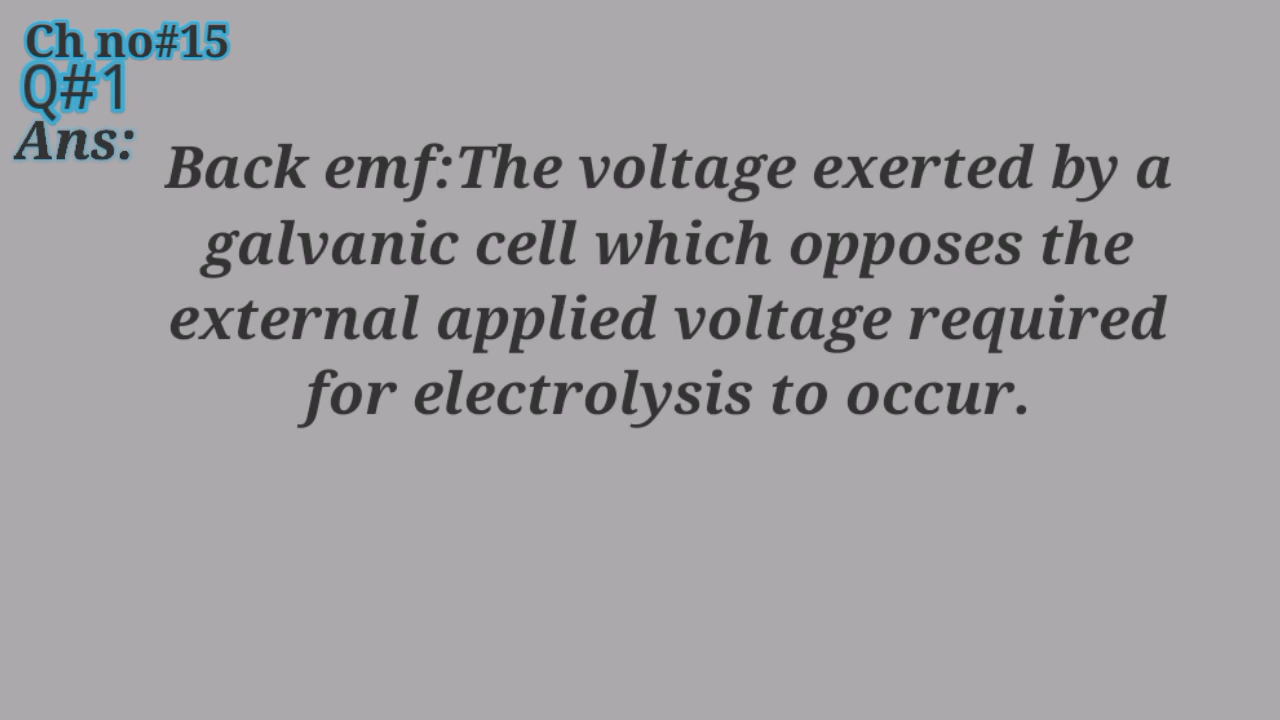 Ch no#15
Q#1
Ans:
Back emf:The voltage exerted by a
galvanic cell which opposes the
external applied voltage required
for electrolysis to occur.